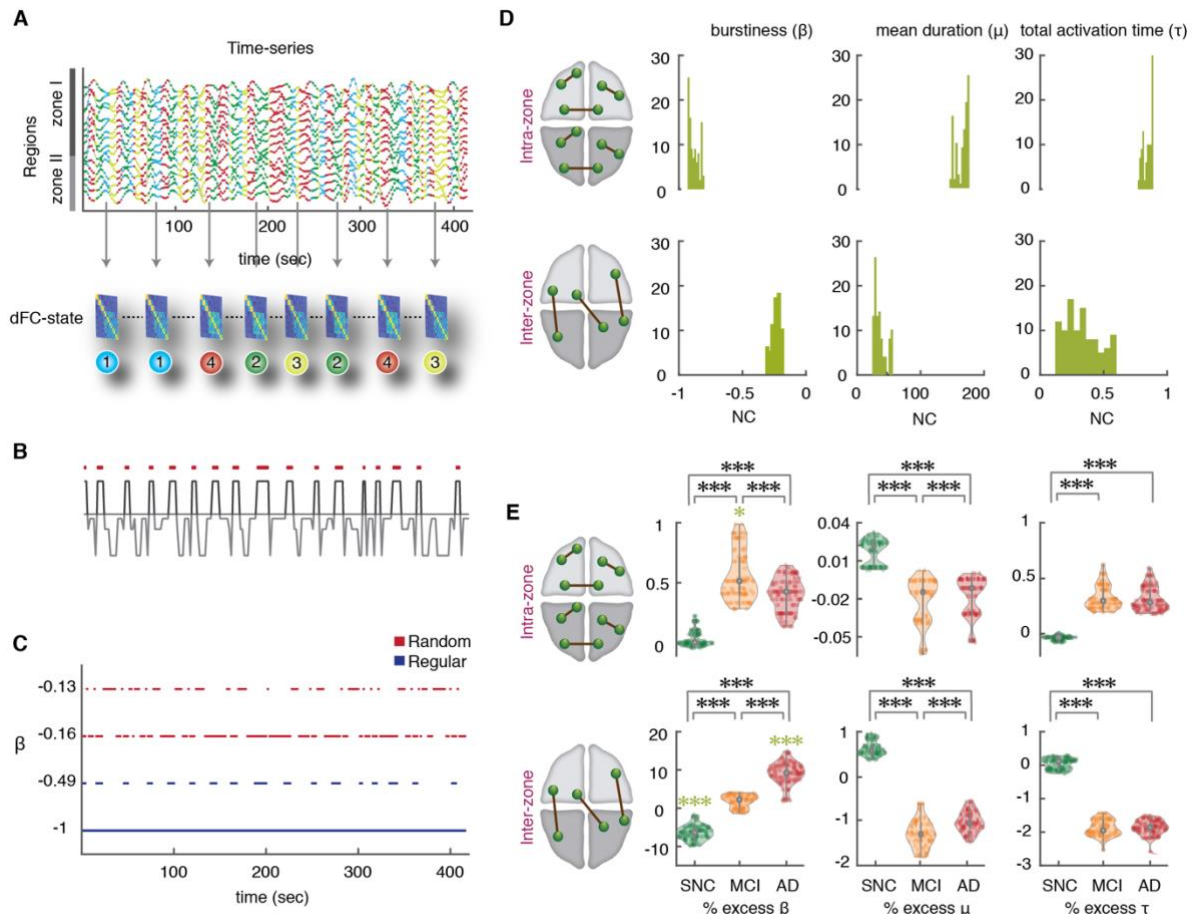 A
Time-series
Regions
zone I
zone II
100
200
300
400
time (sec)
dFC-state
1
1
4
2
3
2
4
3
B
C
Random
Regular
β
-0.13
-0.16
-0.49
-1
100
200
300
400
time (sec)
D
burstiness (β)
mean duration (μ)
total activation time (τ)
Intra-zone
30
20
10
0
30
20
10
0
30
20
10
0
Inter-zone
30
20
10
0
30
20
10
0
30
20
10
0
-1
-0.5
0
0
100
200
0
0.5
1
NC
NC
NC
E
Intra-zone
***
*** ***
*
1
0.5
0
***
*** ***
0.04
0.01
-0.02
-0.05
***
***
1
0.5
0
Inter-zone
***
*** ***
***
***
20
10
0
-10
***
*** ***
1
0
-1
-2
***
***
1
0
-1
-2
-3
SNC MCI AD
SNC MCI AD
SNC MCI AD
% excess β
% excess μ
% excess τ